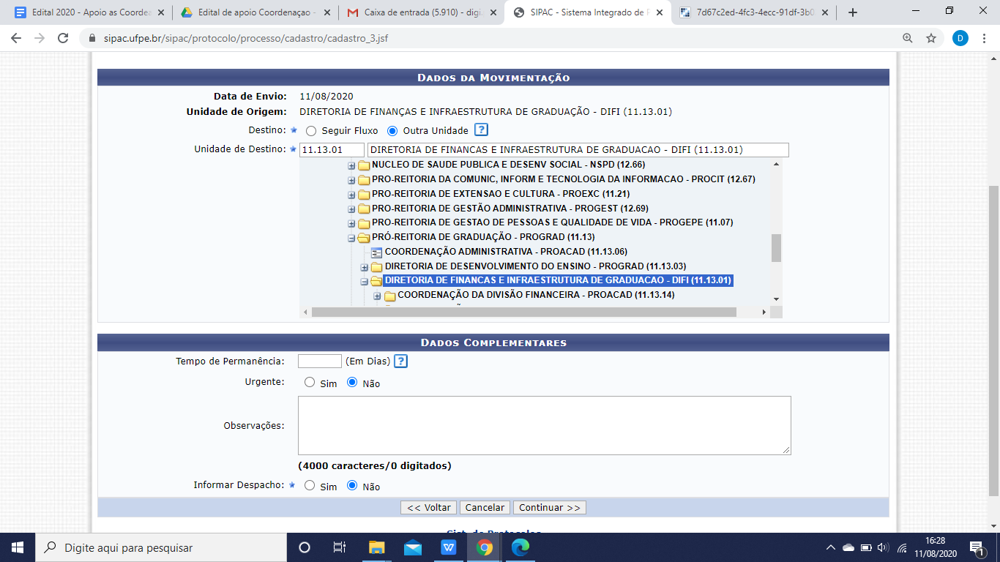 Edital 2020 - Apoio as Coordea
Edital de apoio Coordenaçao -
Caixa de entrada (5.910) - digi.
SIPAC - Sistema Integrado de P
7d67c2ed-4fc3-4ecc-91df-3b0
sipac.ufpe.br/sipac/protocolo/processo/cadastro/cadastro_3.jsf
D
DADOS DA MOVIMENTAÇÃO
Data de Envio: 11/08/2020
Unidade de Origem: DIRETORIA DE FINANÇAS E INFRAESTRUTURA DE GRADUAÇÃO - DIFI (11.13.01)
Destino: Seguir Fluxo Outra Unidade ?
Unidade de Destino: 11.13.01 DIRETORIA DE FINANCAS E INFRAESTRUTURA DE GRADUACAO - DIFI (11.13.01)
NUCLEO DE SAUDE PUBLICA E DESENV SOCIAL - NSPD (12.66)
PRO-REITORIA DA COMUNIC, INFORM E TECNOLOGIA DA INFORMACAO - PROCIT (12.67)
PRO-REITORIA DE EXTENSAO E CULTURA - PROEXC (11.21)
PRO-REITORIA DE GESTÃO ADMINISTRATIVA - PROGEST (12.69)
PRO-REITORIA DE GESTAO DE PESSOAS E QUALIDADE DE VIDA - PROGEPE (11.07)
PRÓ-REITORIA DE GRADUAÇÃO - PROGRAD (11.13)
COORDENAÇÃO ADMINISTRATIVA - PROACAD (11.13.06)
DIRETORIA DE DESENVOLVIMENTO DO ENSINO - PROGRAD (11.13.03)
DIRETORIA DE FINANCAS E INFRAESTRUTURA DE GRADUACAO - DIFI (11.13.01)
COORDENAÇÃO DA DIVISÃO FINANCEIRA - PROACAD (11.13.14)
DADOS COMPLEMENTARES
Tempo de Permanência: (Em Dias) ?
Urgente: Sim Não
Observações:
(4000 caracteres/0 digitados)
Informar Despacho: Sim Não
<< Voltar Cancelar Continuar >>
Digite aqui para pesquisar
16:28
11/08/2020
1